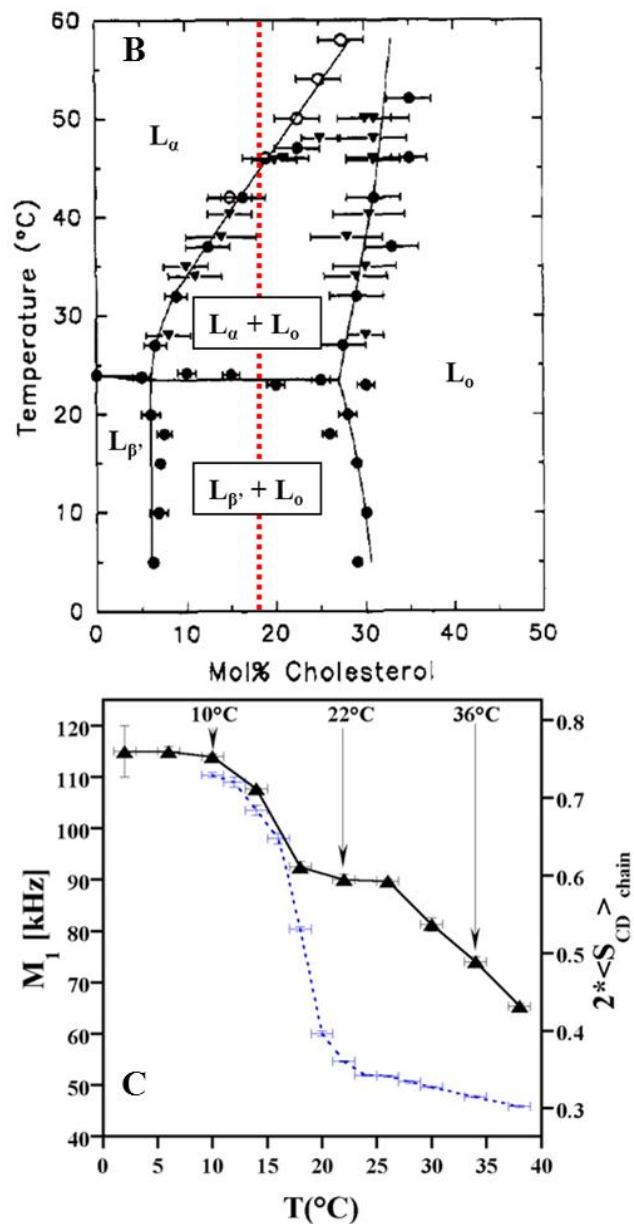 B
60
50
40
30
20
10
0
Temperature (°C)
Lα
Lα + Lo
Lo
Lβ'
Lβ' + Lo
0 10 20 30 40 50
Mol% Cholesterol
10°C 22°C 36°C
120
110
100
90
80
70
60
50
40
M1 [kHz]
0.8
0.7
0.6
0.5
0.4
0.3
2*<SCD>chain
C
0 5 10 15 20 25 30 35 40
T(°C)